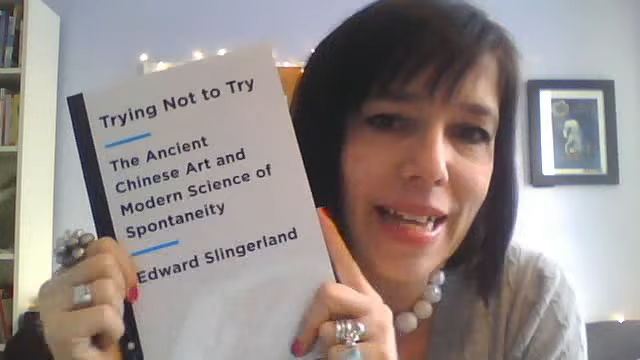 Trying Not to Try
The Ancient
Chinese Art and
Modern Science of
Spontaneity
Edward Slingerland